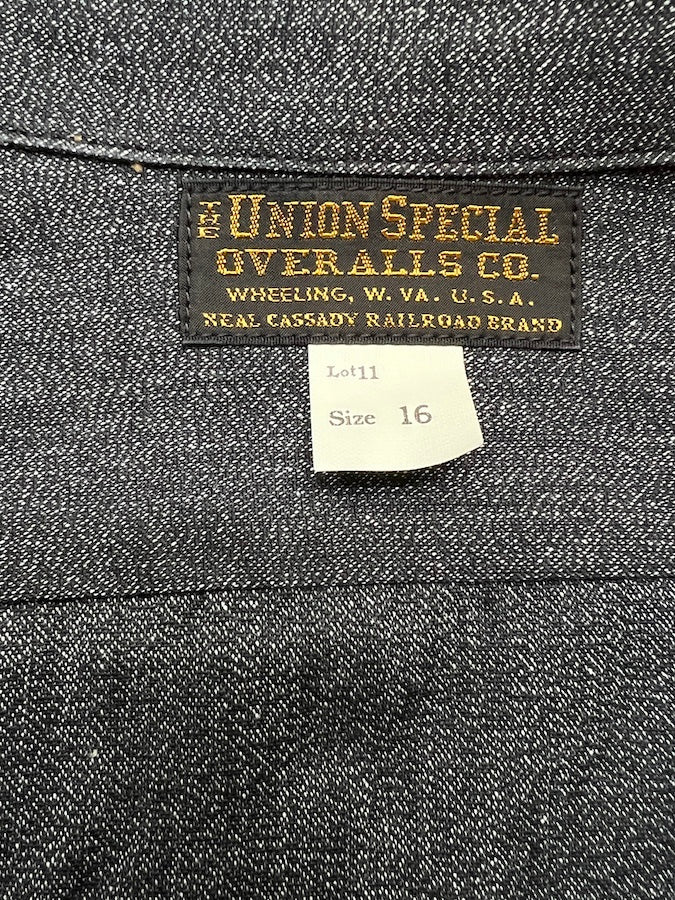 THE UNION SPECIAL
OVERALLS CO.
WHEELING, W. VA. U.S.A.
NEAL CASSADY RAILROAD BRAND
Lot11
Size 16